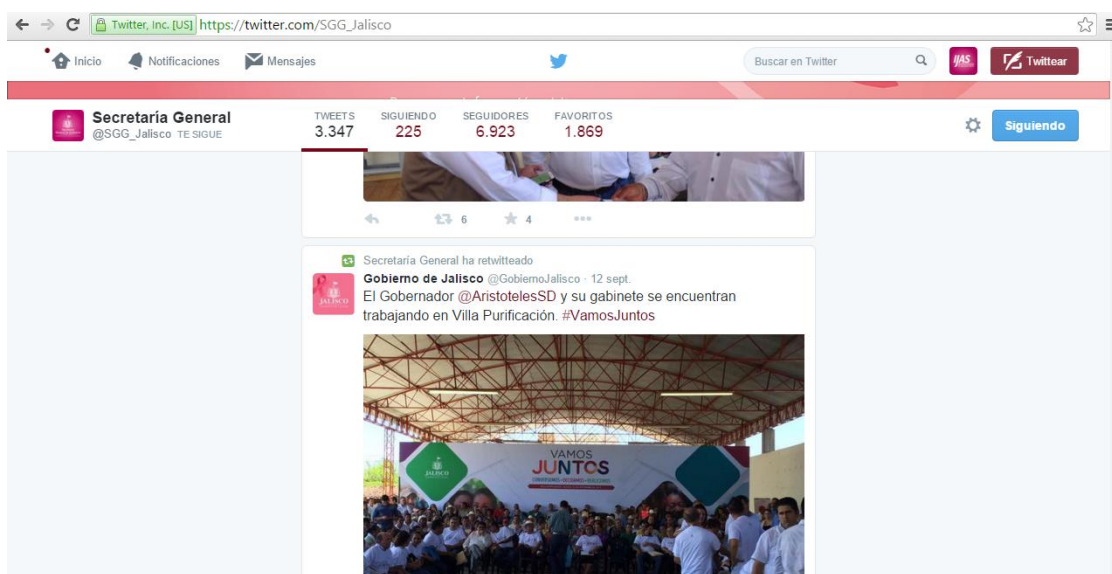 Twitter, Inc. [US] https://twitter.com/SGG_Jalisco
Inicio Notificaciones Mensajes Buscar en Twitter IJAS Twittear
Secretaría General
@SGG_Jalisco TE SIGUE
TWEETS SIGUIENDO SEGUIDORES FAVORITOS
3.347 225 6.923 1.869
Siguiendo
6 4
Secretaría General ha retwitteado
Gobierno de Jalisco @GobiernoJalisco · 12 sept.
El Gobernador @AristotelesSD y su gabinete se encuentran
trabajando en Villa Purificación. #VamosJuntos
JALISCO
VAMOS
JUNTOS
JALISCO